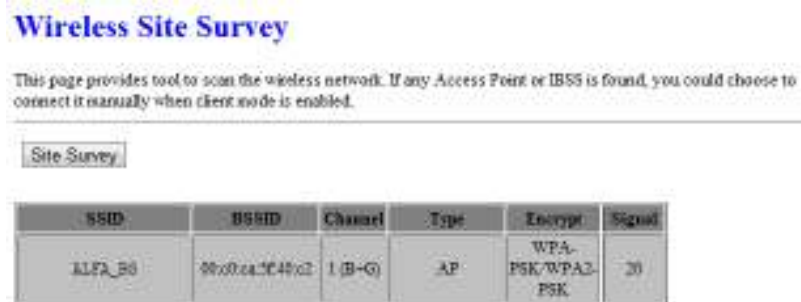 Wireless Site Survey
This page provides tool to scan the wireless network. If any Access Point or IBSS is found, you could choose to
connect it manually when client mode is enabled.
Site Survey
SSID BSSID Channel Type Encrypt Signal
WPA-
1 (B+G) AP PSK/WPA2-
PSK